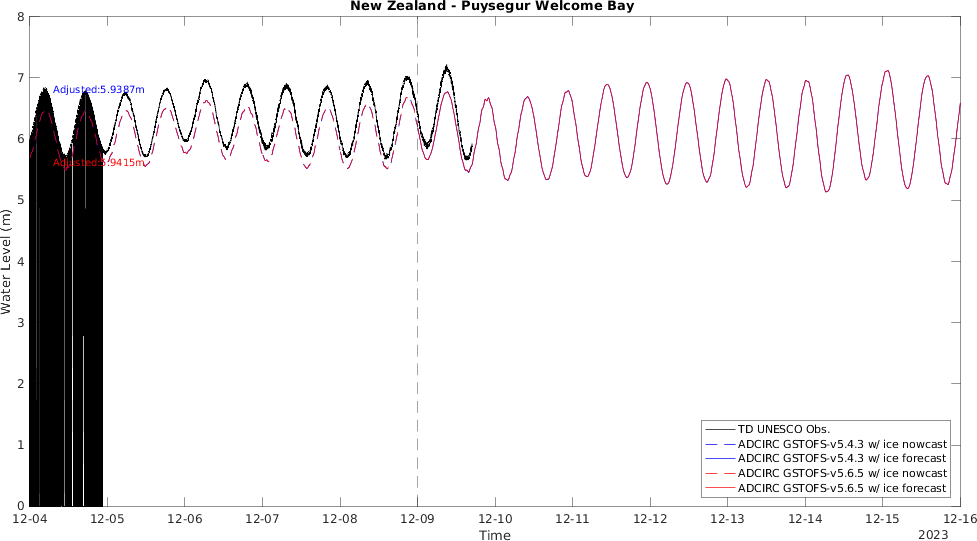 New Zealand - Puysegur Welcome Bay
8
7
6
5
4
3
2
1
0
Water Level (m)
Adjusted:5.9387m
Adjusted:5.9415m
TD UNESCO Obs.
ADCIRC GSTOFS-v5.4.3 w/ ice nowcast
ADCIRC GSTOFS-v5.4.3 w/ ice forecast
ADCIRC GSTOFS-v5.6.5 w/ ice nowcast
ADCIRC GSTOFS-v5.6.5 w/ ice forecast
12-04 12-05 12-06 12-07 12-08 12-09 12-10 12-11 12-12 12-13 12-14 12-15 12-16
Time
2023